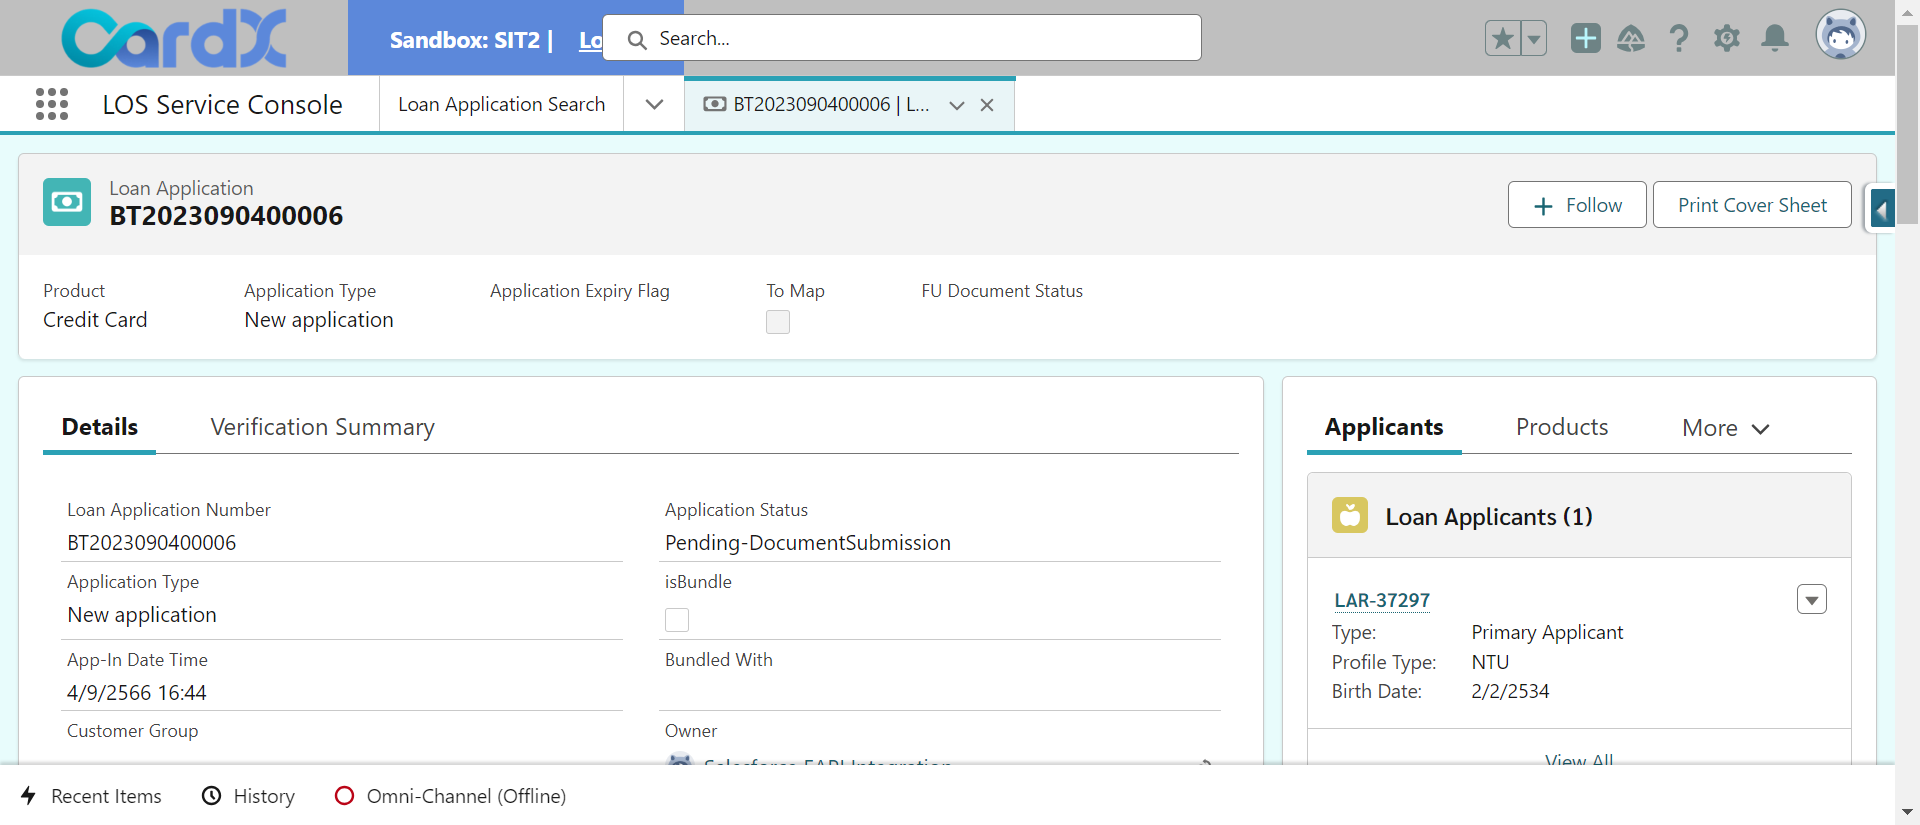 CardX
Sandbox: SIT2 | Lo
Search...
LOS Service Console
Loan Application Search
BT2023090400006 | L...
Loan Application
BT2023090400006
Follow
Print Cover Sheet
Product
Application Type
Application Expiry Flag
To Map
FU Document Status
Credit Card
New application
Details
Verification Summary
Loan Application Number
BT2023090400006
Application Status
Pending-DocumentSubmission
Application Type
New application
isBundle
App-In Date Time
4/9/2566 16:44
Bundled With
Customer Group
Owner
Salesforce EAPI Integration
Applicants
Products
More
Loan Applicants (1)
LAR-37297
Type: Primary Applicant
Profile Type: NTU
Birth Date: 2/2/2534
View All
Recent Items
History
Omni-Channel (Offline)